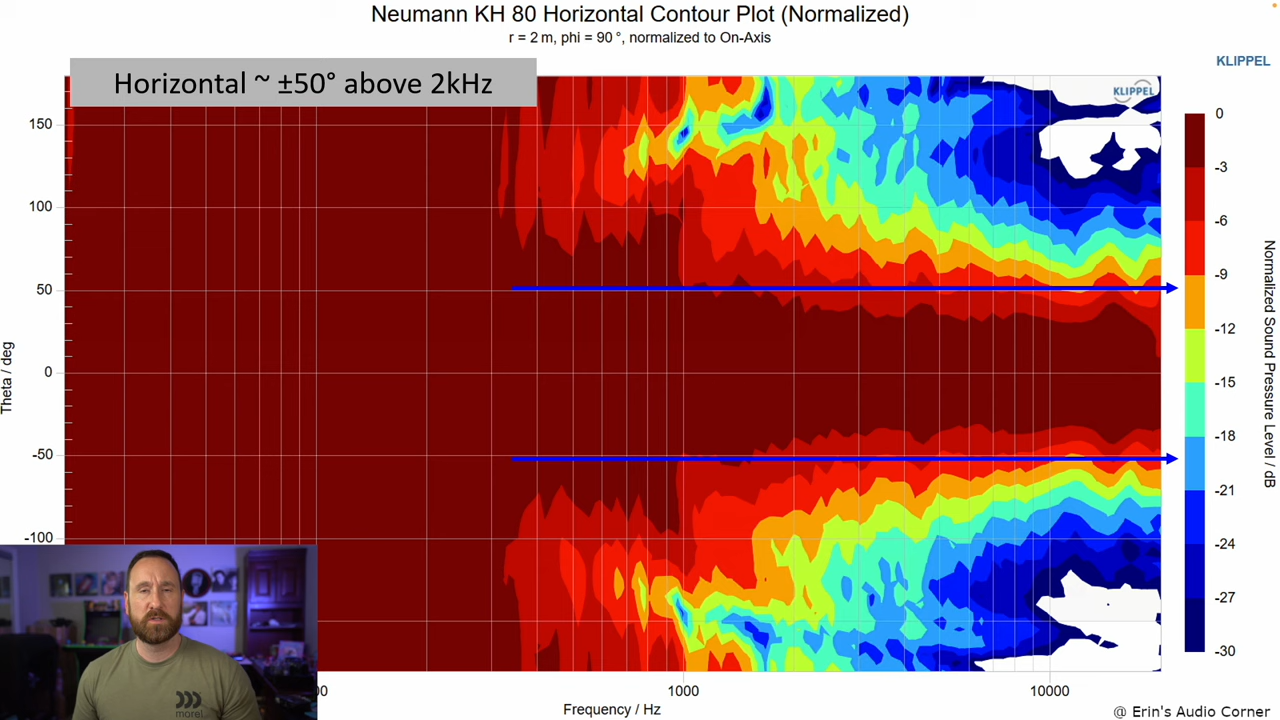 Neumann KH 80 Horizontal Contour Plot (Normalized)
r = 2 m, phi = 90 °, normalized to On-Axis
KLIPPEL
Horizontal ~ ±50° above 2kHz
KLIPPEL
150
100
50
0
-50
-100
Theta / deg
0
-3
-6
-9
-12
-15
-18
-21
-24
-27
-30
Normalized Sound Pressure Level / dB
00
1000
10000
Frequency / Hz
morel
@ Erin's Audio Corner